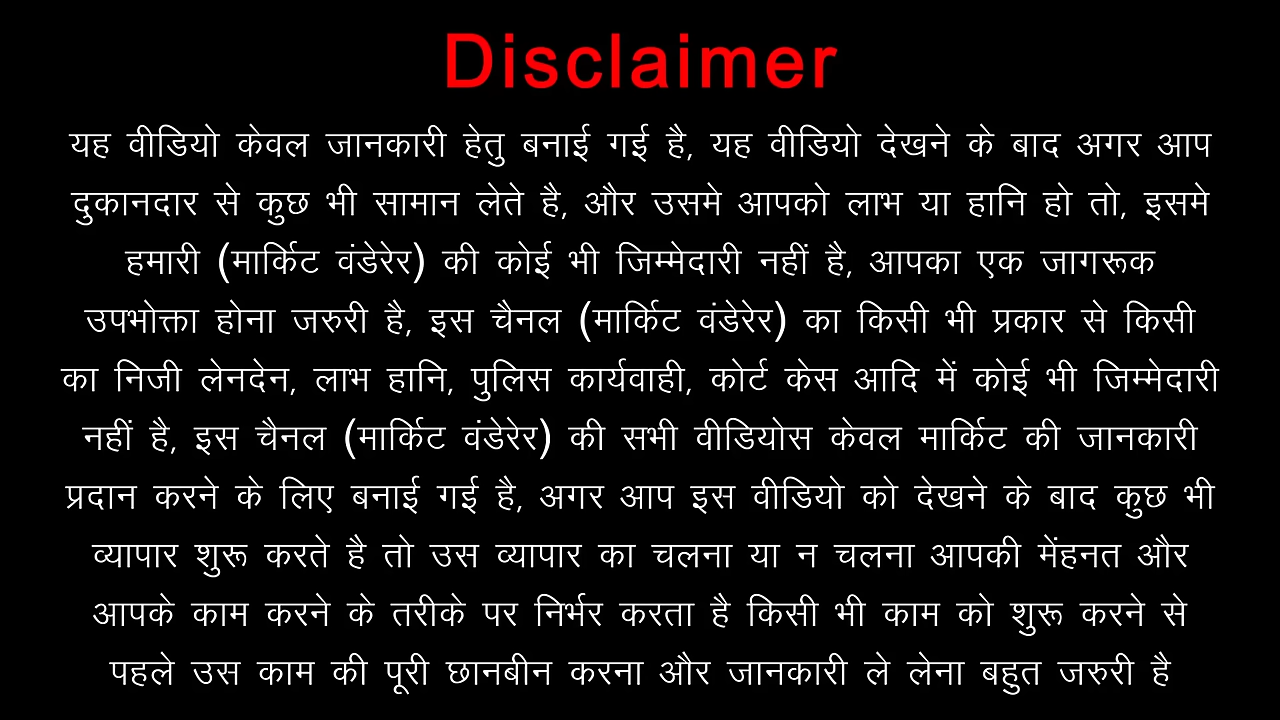 Disclaimer
यह वीडियो केवल जानकारी हेतु बनाई गई है, यह वीडियो देखने के बाद अगर आप
दुकानदार से कुछ भी सामान लेते है, और उसमे आपको लाभ या हानि हो तो, इसमे
हमारी (मार्किट वंडेरेर) की कोई भी जिम्मेदारी नहीं है, आपका एक जागरूक
उपभोक्ता होना जरुरी है, इस चैनल (मार्किट वंडेरेर) का किसी भी प्रकार से किसी
का निजी लेनदेन, लाभ हानि, पुलिस कार्यवाही, कोर्ट केस आदि में कोई भी जिम्मेदारी
नहीं है, इस चैनल (मार्किट वंडेरेर) की सभी वीडियोस केवल मार्किट की जानकारी
प्रदान करने के लिए बनाई गई है, अगर आप इस वीडियो को देखने के बाद कुछ भी
व्यापार शुरू करते है तो उस व्यापार का चलना या न चलना आपकी मेंहनत और
आपके काम करने के तरीके पर निर्भर करता है किसी भी काम को शुरू करने से
पहले उस काम की पूरी छानबीन करना और जानकारी ले लेना बहुत जरुरी है